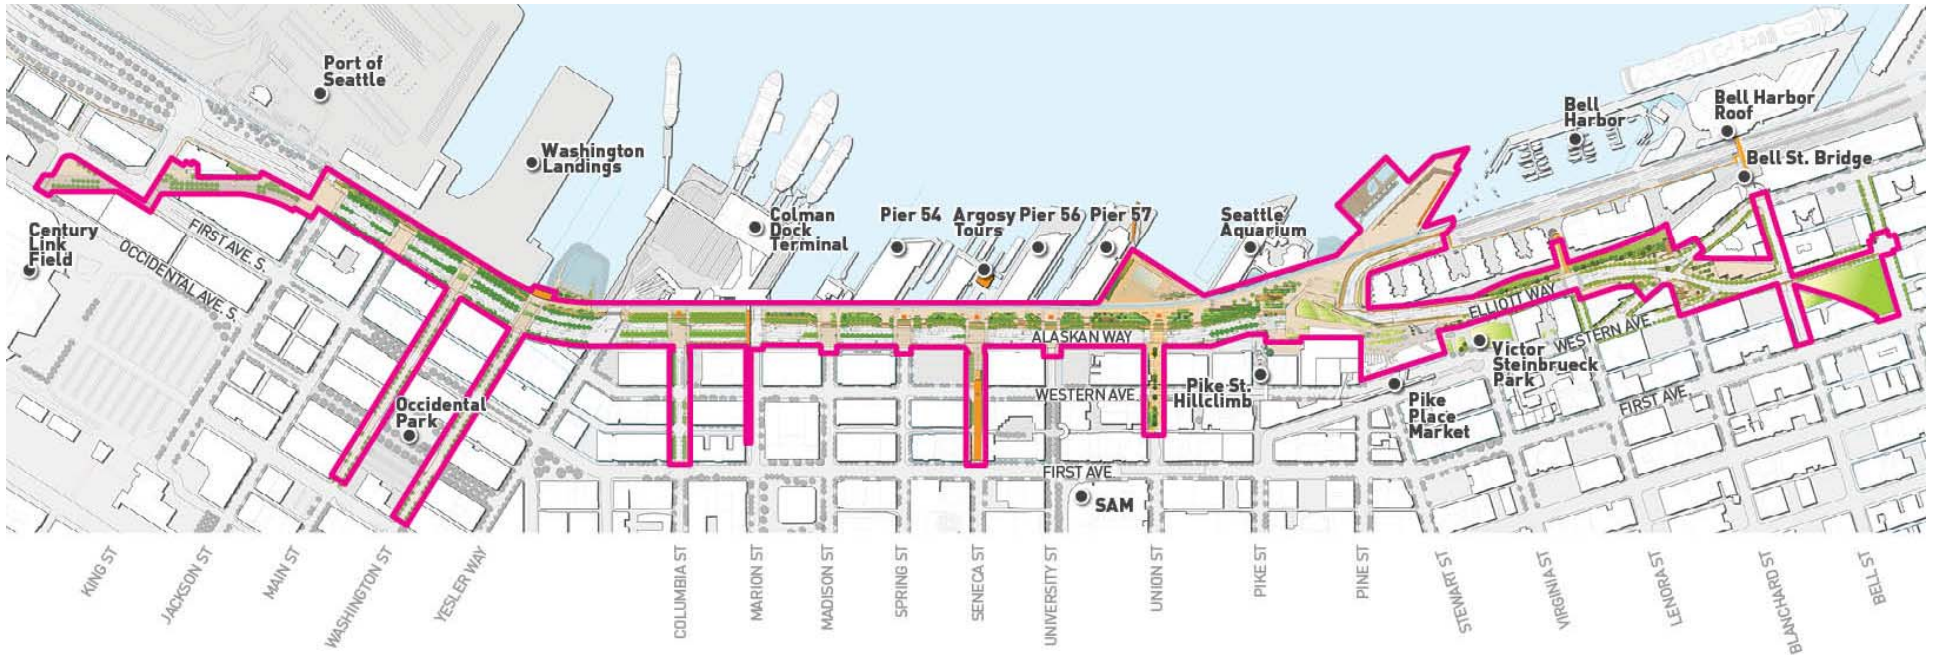 Port of
Seattle
Washington
Landings
Century
Link
Field
FIRST AVE. S.
OCCIDENTAL AVE. S.
Occidental
Park
Colman
Dock
Terminal
Pier 54
Argosy
Tours
Pier 56
Pier 57
Seattle
Aquarium
Bell
Harbor
Bell Harbor
Roof
Bell St. Bridge
ALASKAN WAY
ELLIOTT WAY
WESTERN AVE.
Victor
Steinbrueck
Park
WESTERN AVE.
Pike St.
Hillclimb
Pike
Place
Market
FIRST AVE
FIRST AVE.
SAM
KING ST
JACKSON ST
MAIN ST
WASHINGTON ST
YESLER WAY
COLUMBIA ST
MARION ST
MADISON ST
SPRING ST
SENECA ST
UNIVERSITY ST
UNION ST
PIKE ST
PINE ST
STEWART ST
VIRGINIA ST
LENORA ST
BLANCHARD ST
BELL ST